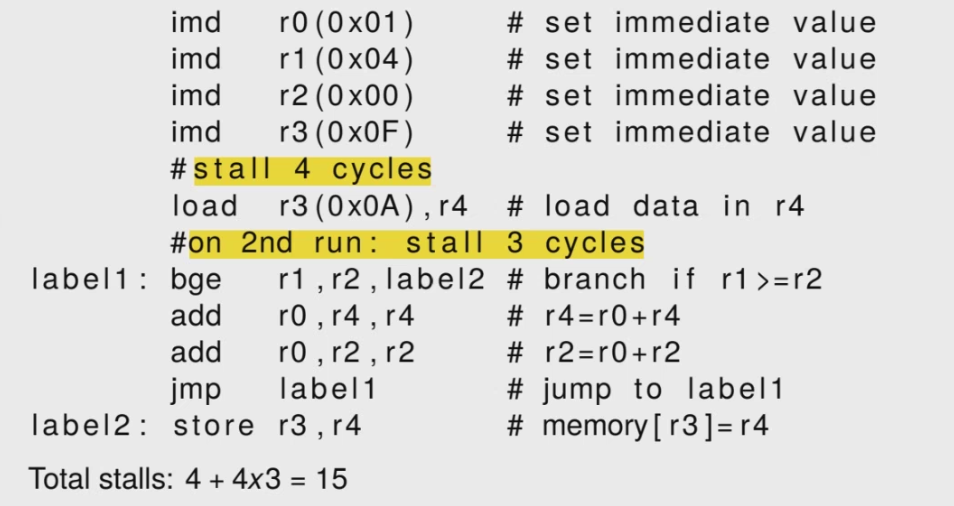 imd r0(0x01) # set immediate value
imd r1(0x04) # set immediate value
imd r2(0x00) # set immediate value
imd r3(0x0F) # set immediate value
#stall 4 cycles
load r3(0x0A),r4 # load data in r4
#on 2nd run: stall 3 cycles
label1: bge r1,r2,label2 # branch if r1>=r2
add r0,r4,r4 # r4=r0+r4
add r0,r2,r2 # r2=r0+r2
jmp label1 # jump to label1
label2: store r3,r4 # memory[r3]=r4
Total stalls: 4 + 4x3 = 15